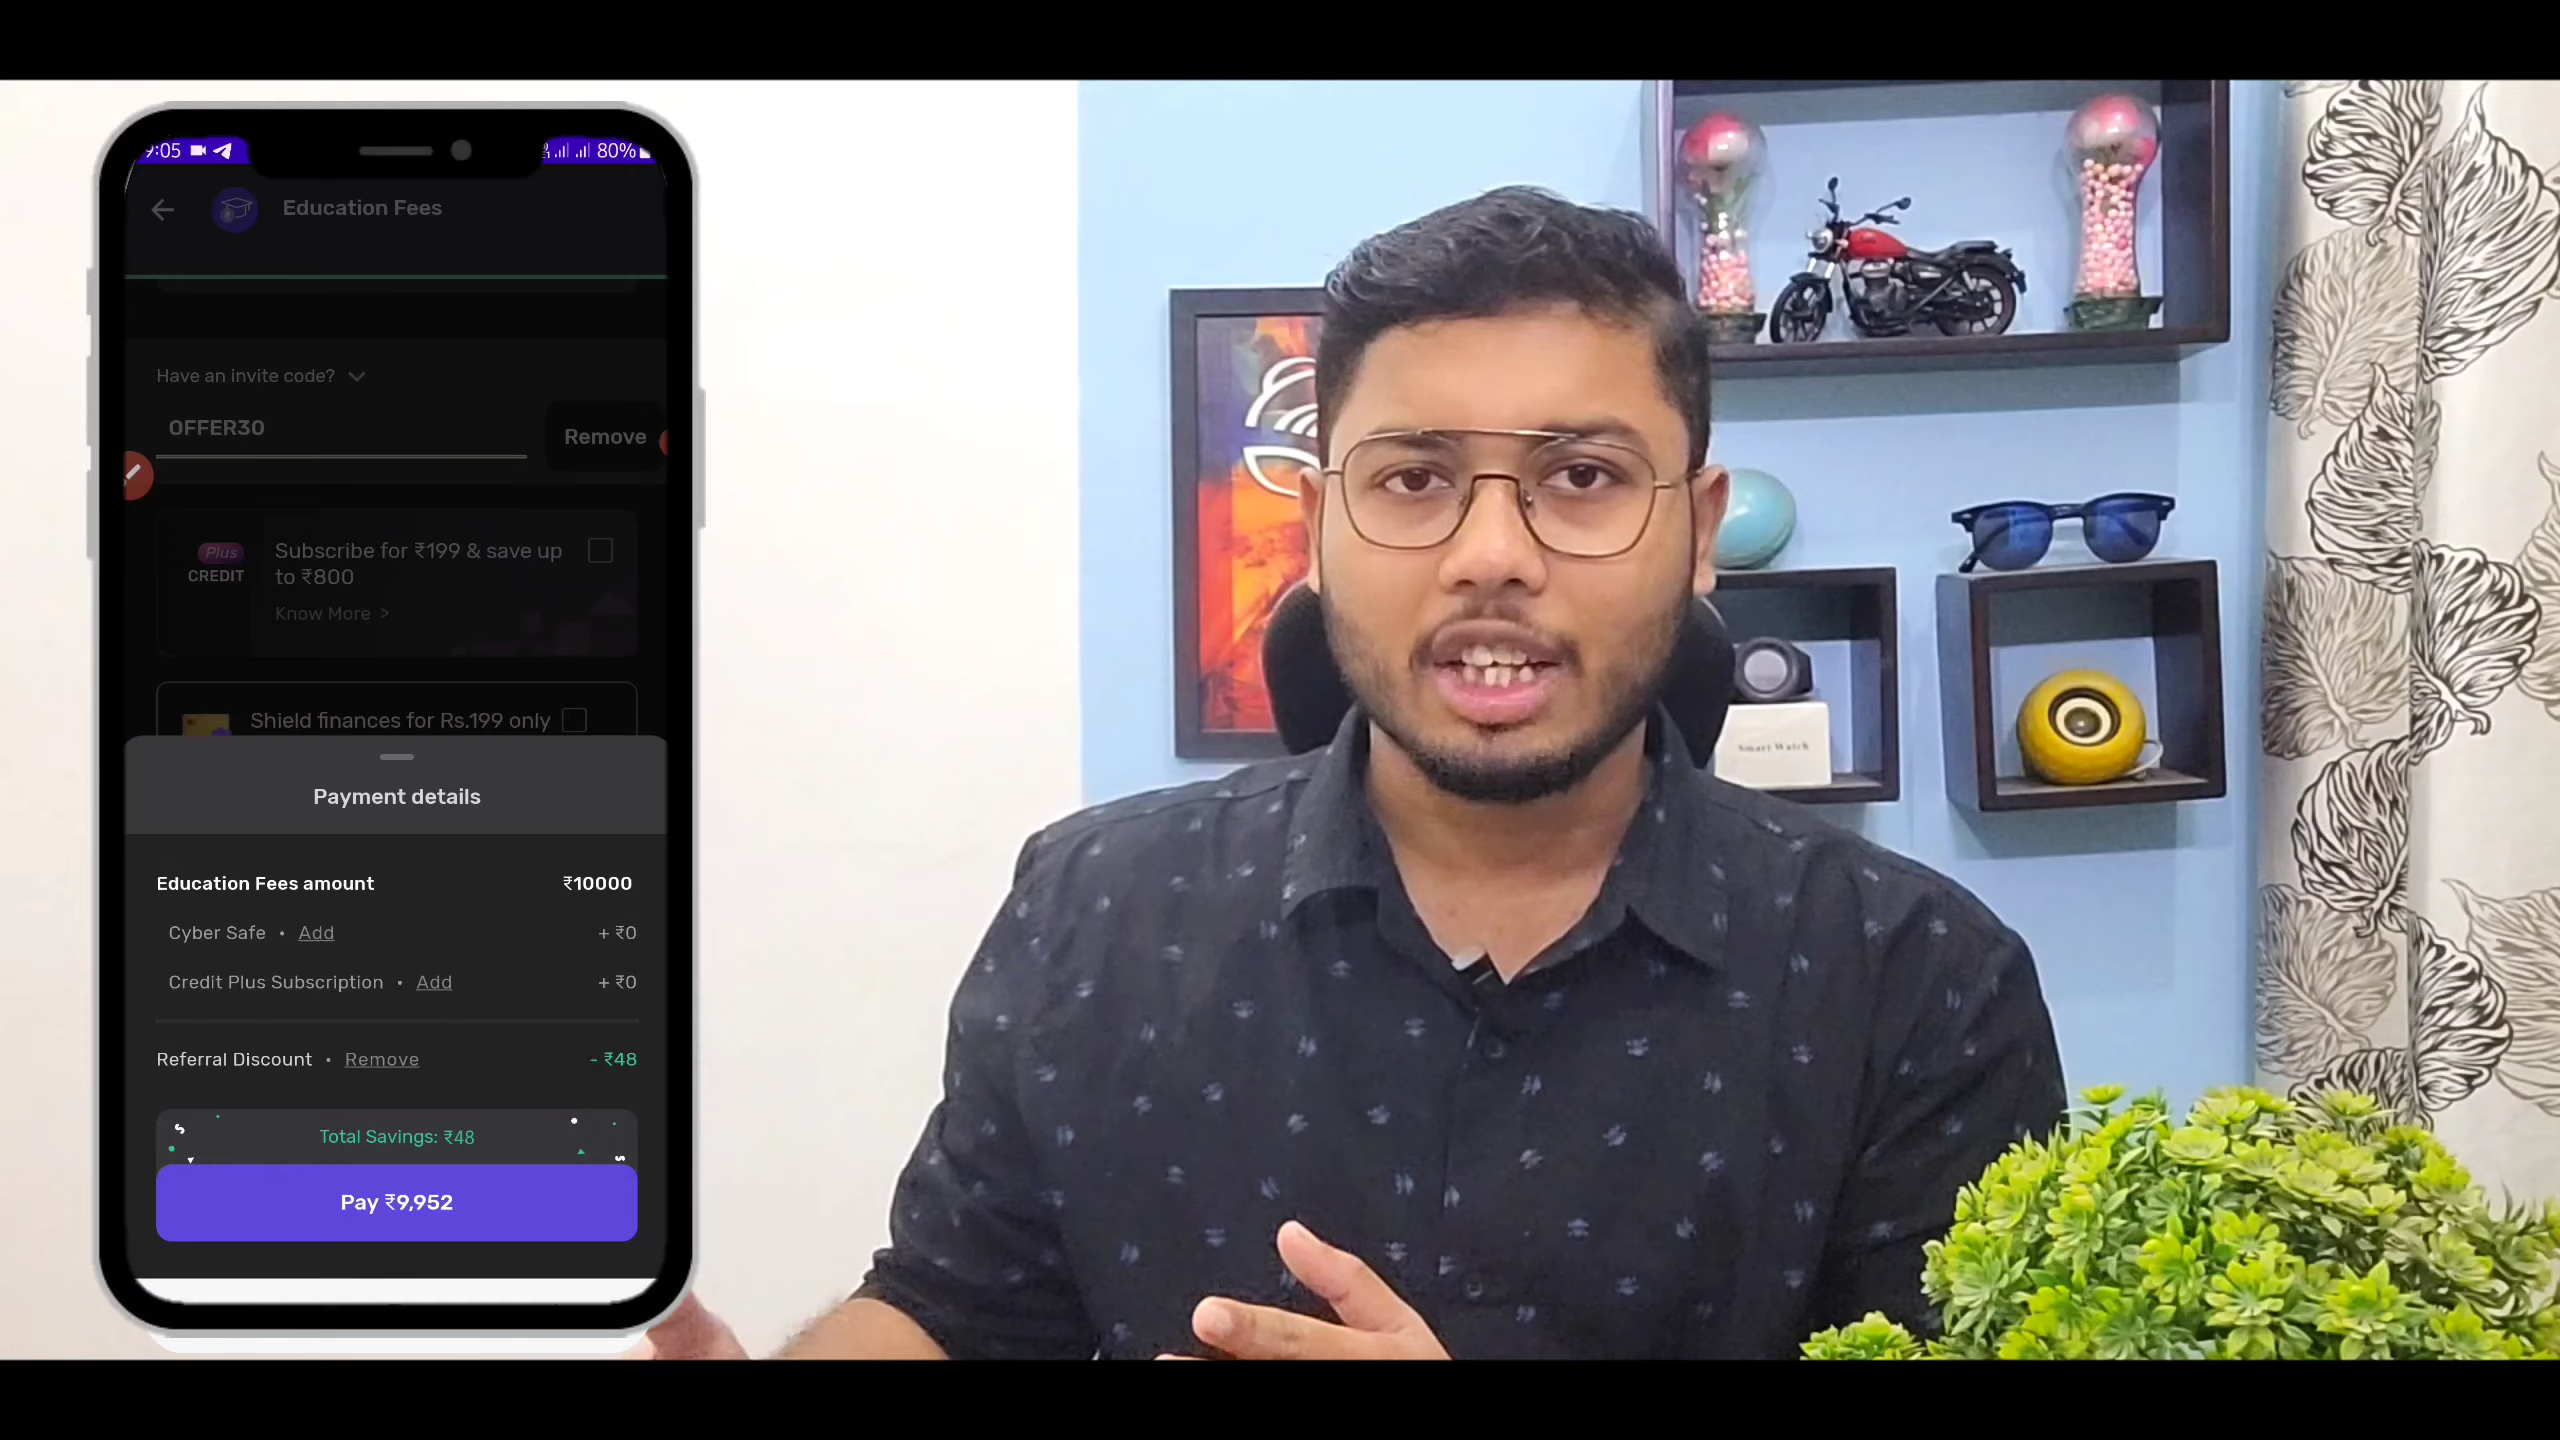 9:05 80%
Education Fees
Have an invite code?
OFFER30
Remove
Plus
CREDIT
Subscribe for ₹199 & save up
to ₹800
Know More >
Shield finances for Rs.199 only
Payment details
Education Fees amount ₹10000
Cyber Safe • Add + ₹0
Credit Plus Subscription • Add + ₹0
Referral Discount • Remove - ₹48
Total Savings: ₹48
Pay ₹9,952
Smart Watch